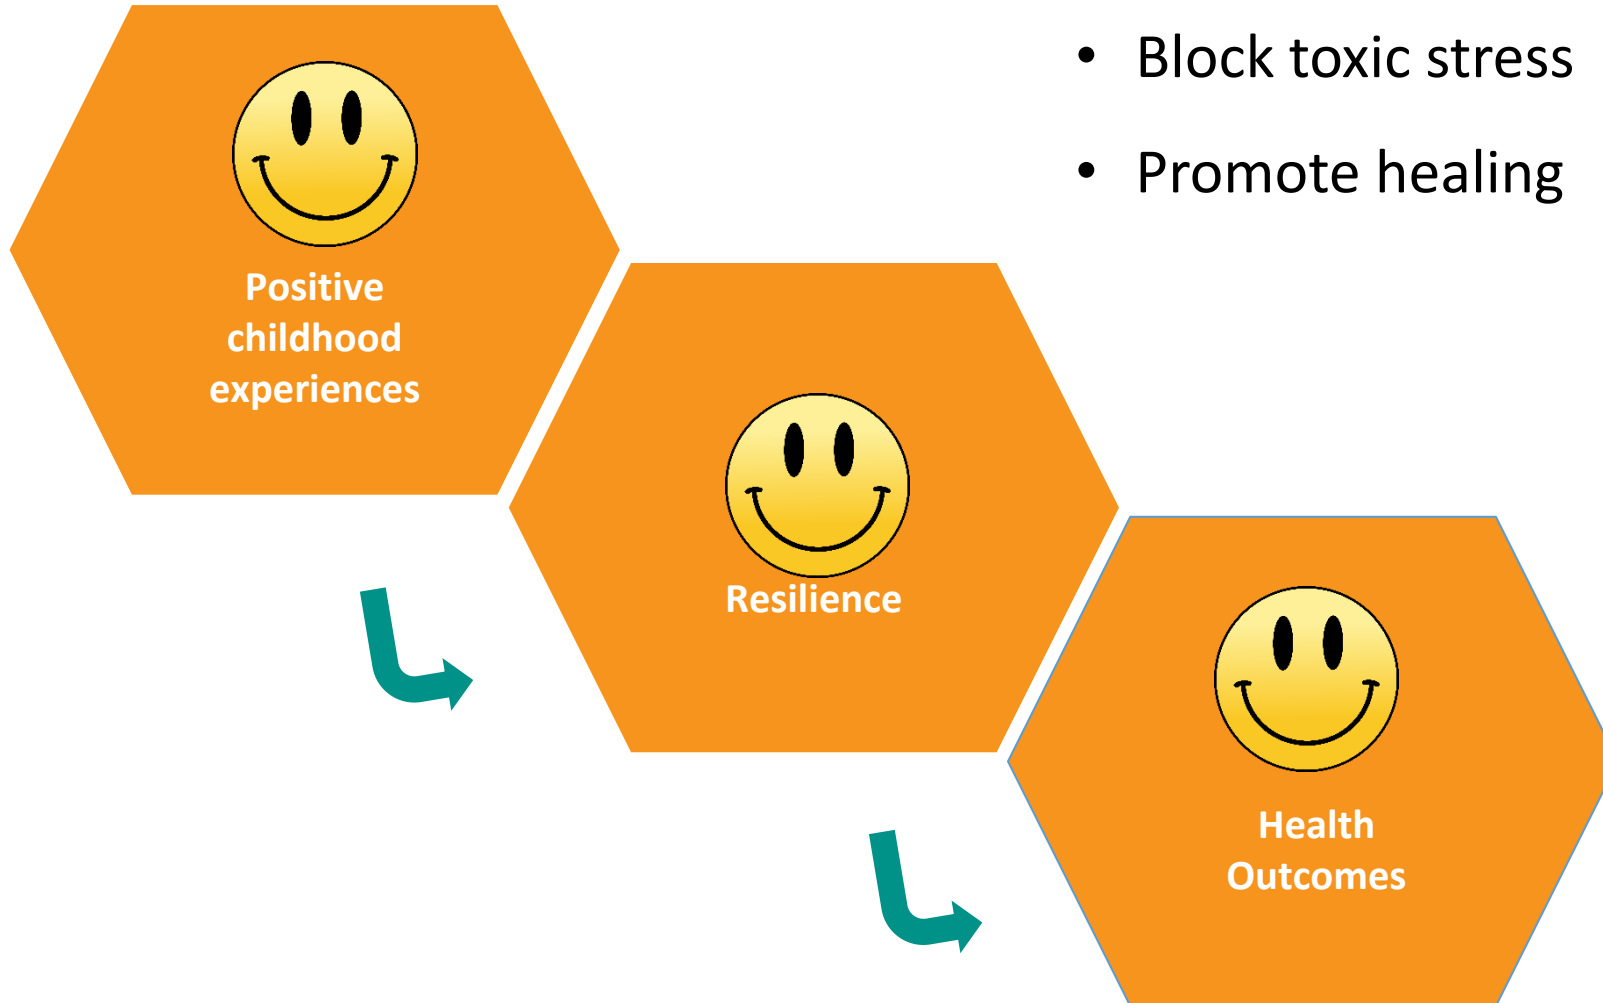 • Block toxic stress
• Promote healing
Positive
childhood
experiences
Resilience
Health
Outcomes